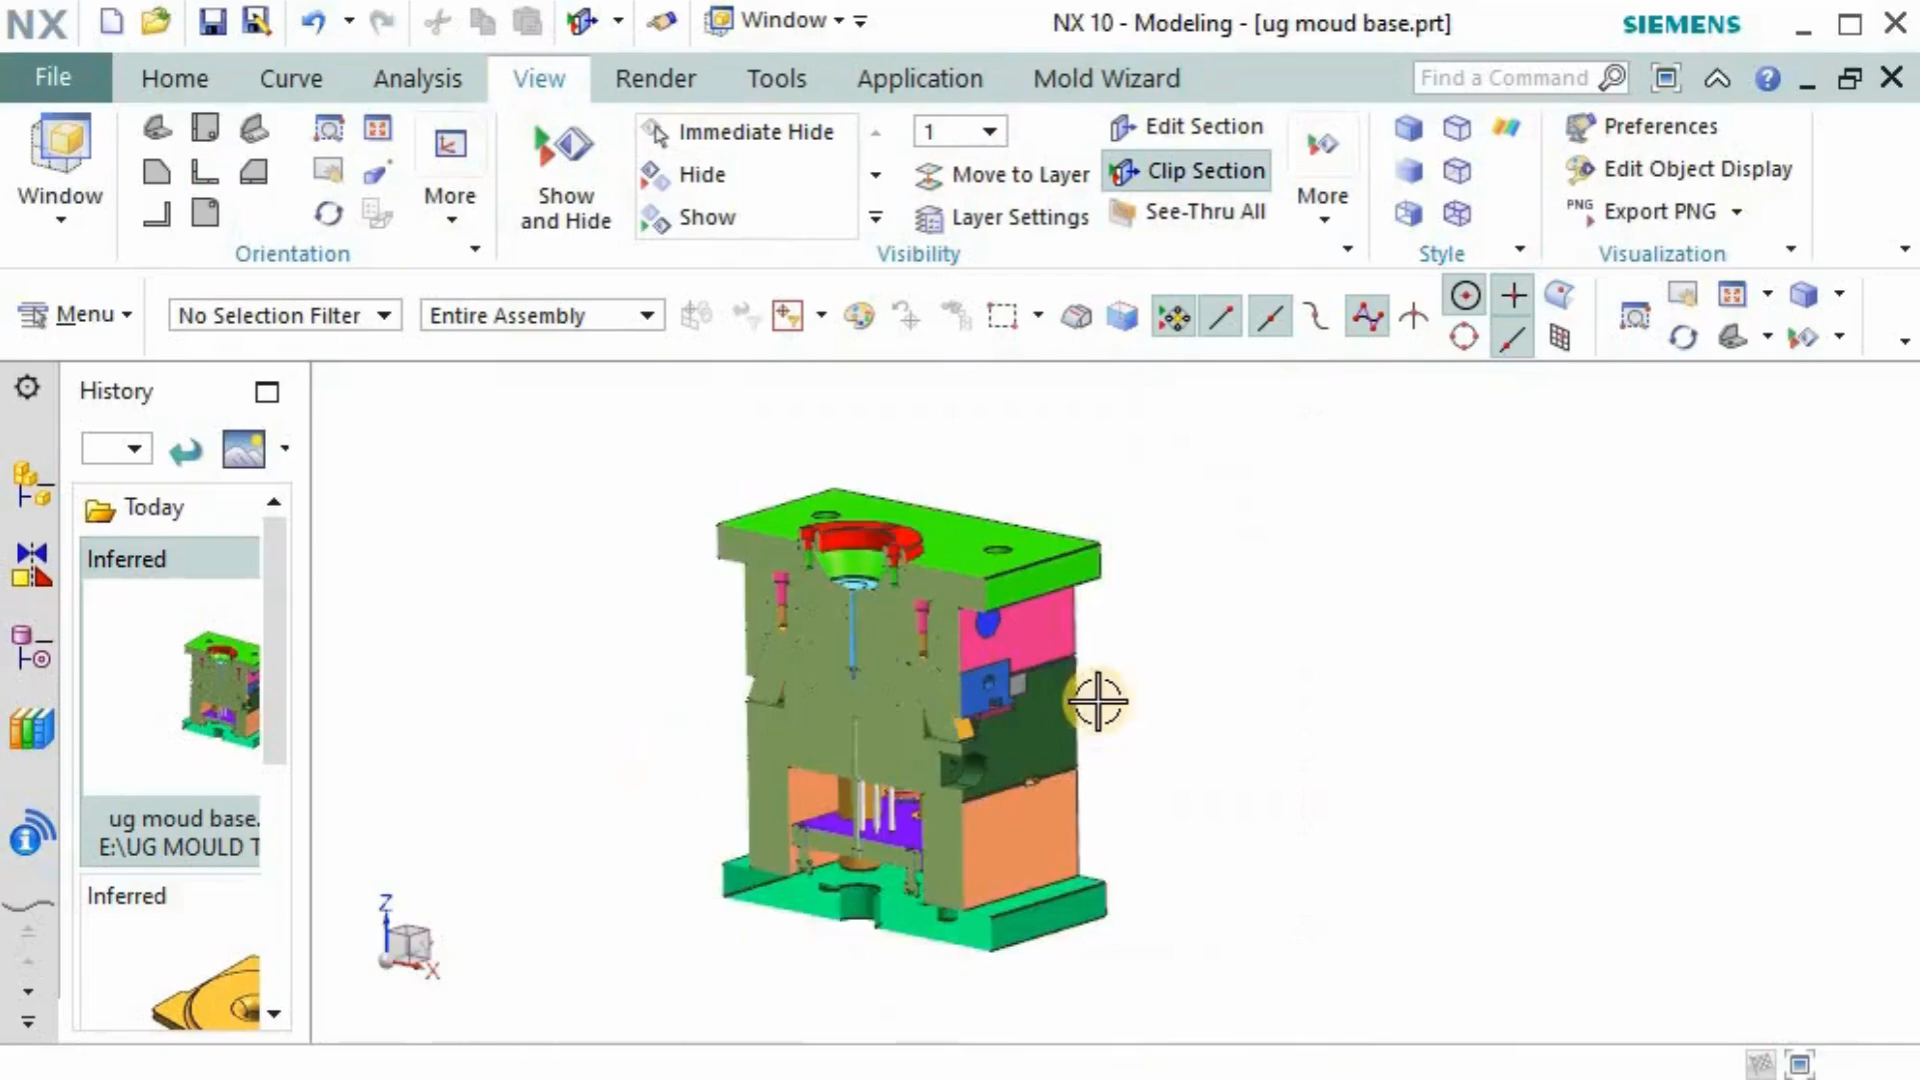 NX
Window
NX 10 - Modeling - [ug moud base.prt]
SIEMENS
File
Home
Curve
Analysis
View
Render
Tools
Application
Mold Wizard
Find a Command
Window
Orientation
More
Show
and Hide
Immediate Hide
Hide
Show
1
Move to Layer
Layer Settings
Visibility
Edit Section
Clip Section
See-Thru All
More
Style
Preferences
Edit Object Display
PNG
Export PNG
Visualization
Menu
No Selection Filter
Entire Assembly
History
Today
Inferred
ug moud base.
E:\UG MOULD T
Inferred
Z
X